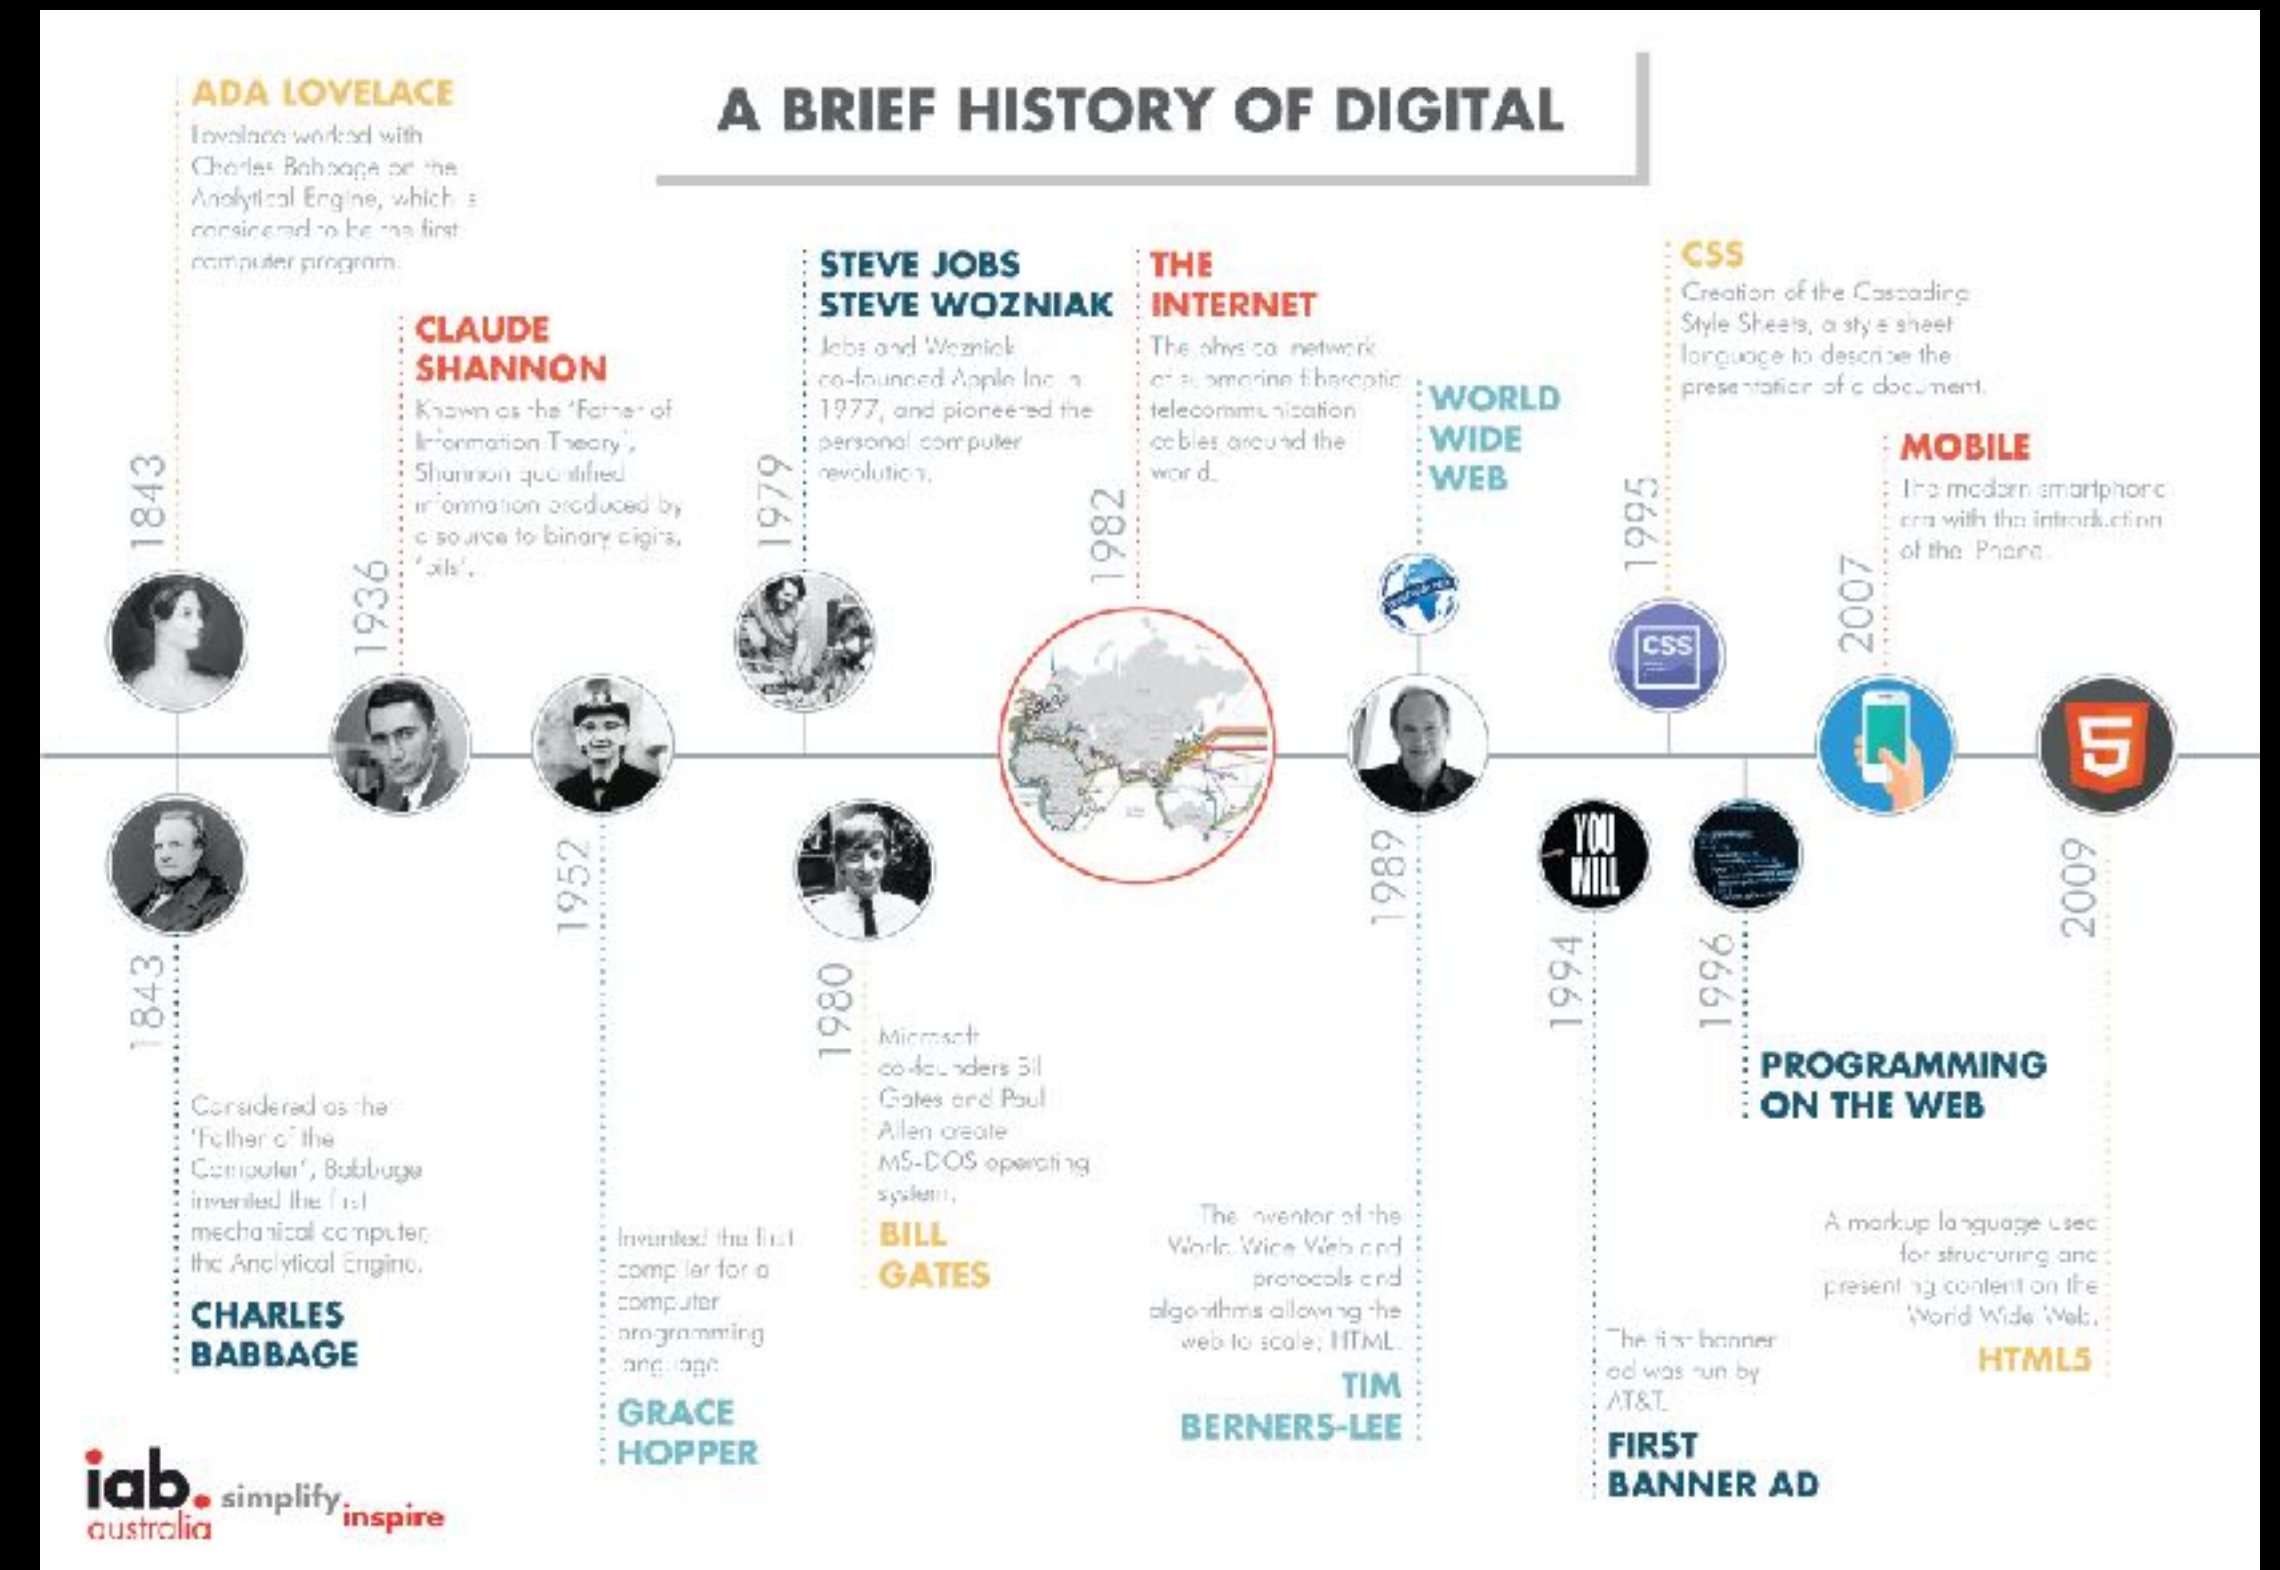 A BRIEF HISTORY OF DIGITAL
ADA LOVELACE
Lovelace worked with
Charles Babbage on the
Analytical Engine, which is
considered to be the first
computer program.
1843
CLAUDE
SHANNON
Known as the 'Father of
Information Theory',
Shannon quantified
information produced by
a source to binary digits,
'bits'.
1936
STEVE JOBS
STEVE WOZNIAK
Jobs and Wozniak
co-founded Apple Inc in
1977, and pioneered the
personal computer
revolution.
1979
THE
INTERNET
The physical network
of submarine fiberoptic
telecommunication
cables around the
world.
1982
WORLD
WIDE
WEB
CSS
Creation of the Cascading
Style Sheets, a style sheet
language to describe the
presentation of a document.
1995
CSS
MOBILE
The modern smartphone
era with the introduction
of the iPhone.
2007
5
1843
Considered as the
'Father of the
Computer', Babbage
invented the first
mechanical computer,
the Analytical Engine.
CHARLES
BABBAGE
1952
Invented the first
compiler for a
computer
programming
language
GRACE
HOPPER
1980
Microsoft
co-founders Bill
Gates and Paul
Allen create
MS-DOS operating
system.
BILL
GATES
1989
The inventor of the
World Wide Web and
protocols and
algorithms allowing the
web to scale; HTML.
TIM
BERNERS-LEE
YOU
WILL
1994
The first banner
ad was run by
AT&T.
FIRST
BANNER AD
1996
PROGRAMMING
ON THE WEB
2009
A markup language used
for structuring and
presenting content on the
World Wide Web.
HTML5
iab.
australia
simplify
inspire